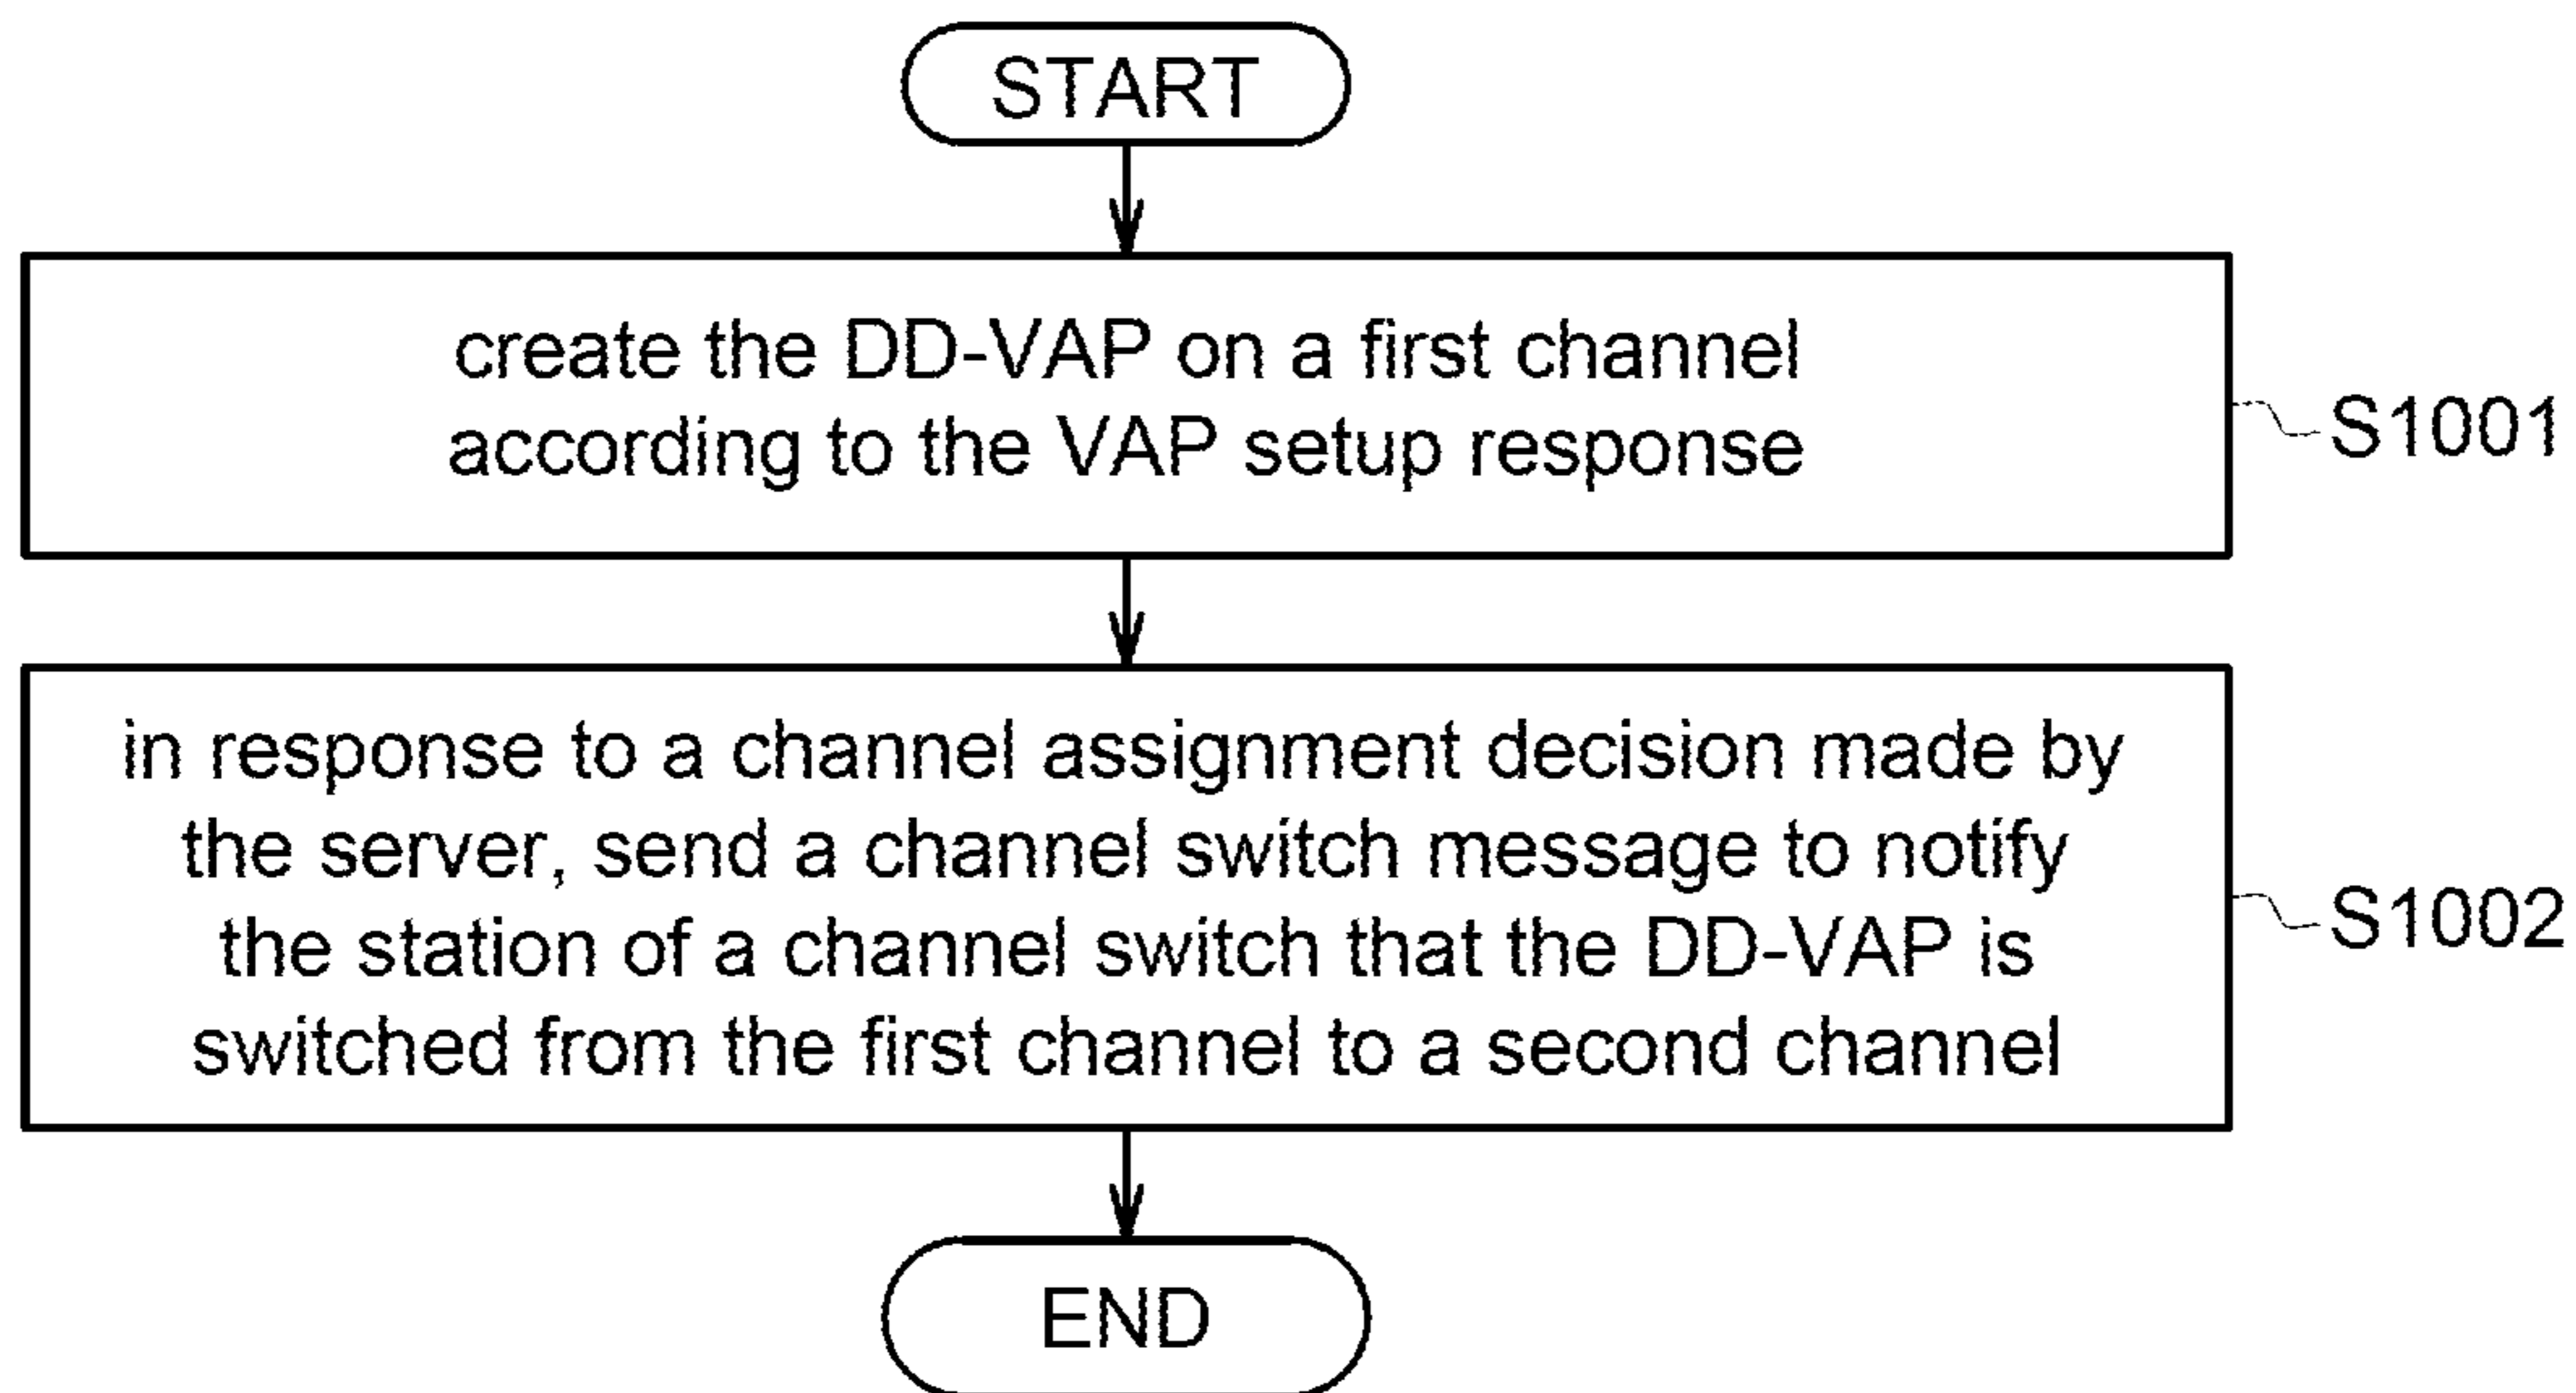 START
create the DD-VAP on a first channel
according to the VAP setup response
S1001
in response to a channel assignment decision made by
the server, send a channel switch message to notify
the station of a channel switch that the DD-VAP is
switched from the first channel to a second channel
S1002
END